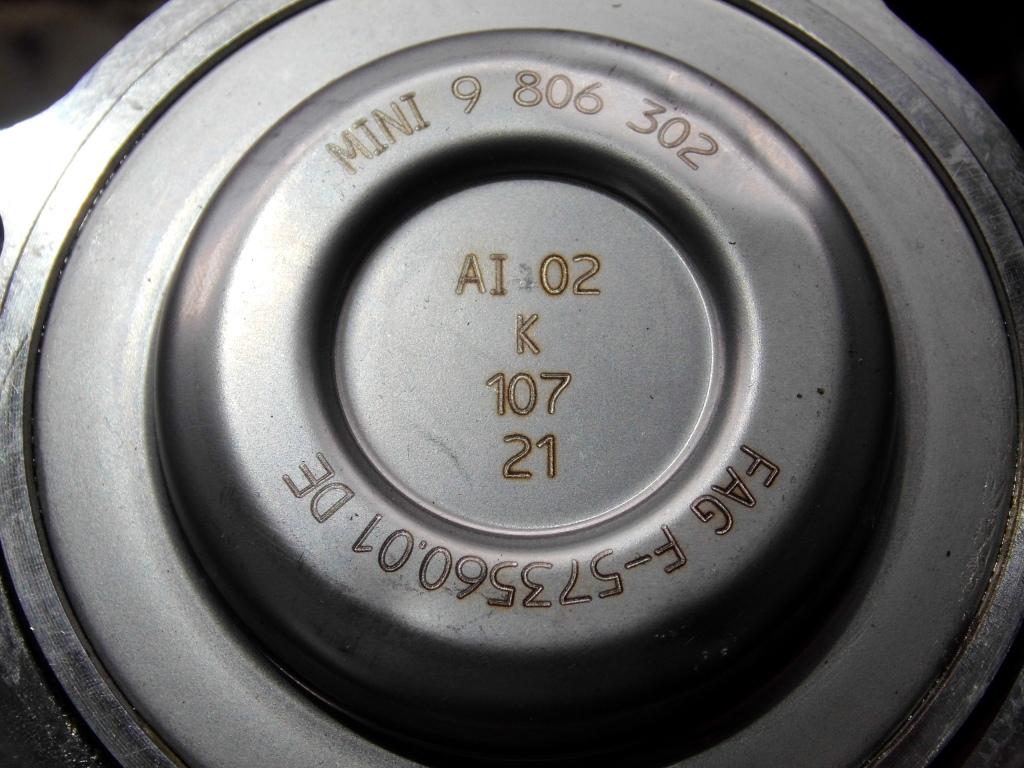 MINI 9 806 302
AI 02
K
107
21
FAG F-573560.01 DE